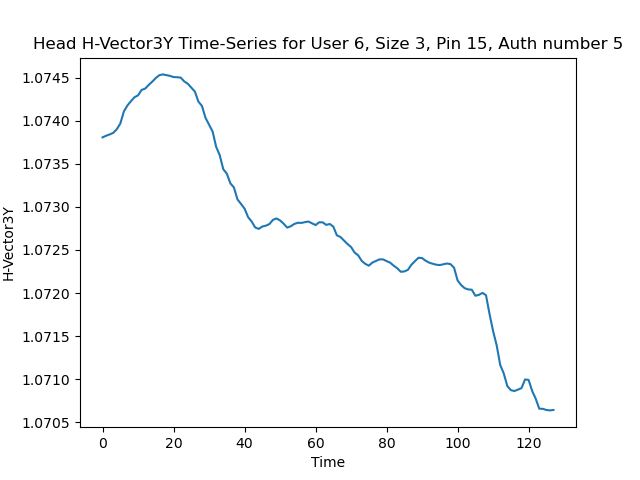 Head H-Vector3Y Time-Series for User 6, Size 3, Pin 15, Auth number 5
H-Vector3Y
1.0745
1.0740
1.0735
1.0730
1.0725
1.0720
1.0715
1.0710
1.0705
0 20 40 60 80 100 120
Time